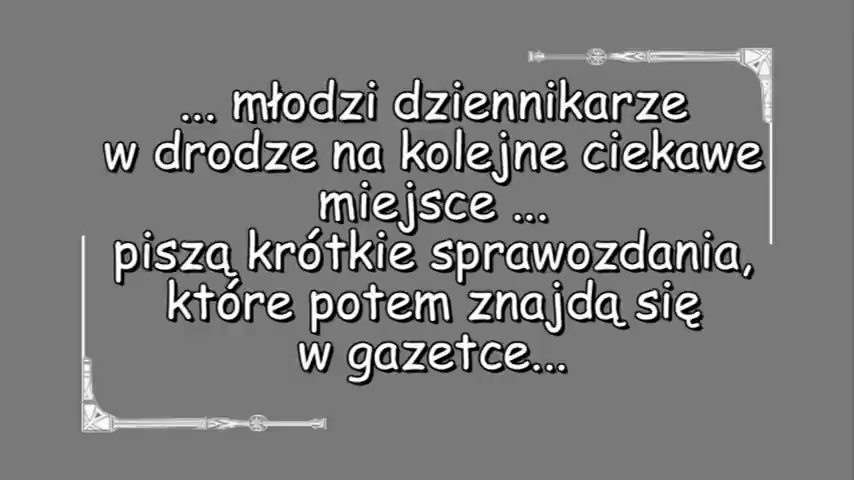 ... młodzi dziennikarze
w drodze na kolejne ciekawe
miejsce ...
piszą krótkie sprawozdania,
które potem znajdą się
w gazetce...